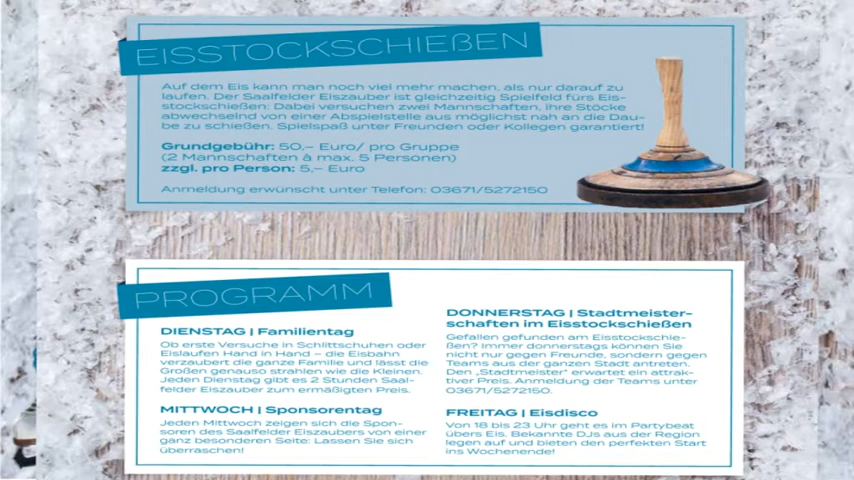 EISSTOCKSCHIEßEN
Auf dem Eis kann man noch viel mehr machen, als nur darauf zu
laufen. Der Saalfelder Eiszauber ist gleichzeitig Spielfeld fürs Eis-
stockschießen: Dabei versuchen zwei Mannschaften, ihre Stöcke
abwechselnd von einer Abspielstelle aus möglichst nah an die Dau-
be zu schießen. Spielspaß unter Freunden oder Kollegen garantiert!
Grundgebühr: 50,– Euro/ pro Gruppe
(2 Mannschaften à max. 5 Personen)
zzgl. pro Person: 5,– Euro
Anmeldung erwünscht unter Telefon: 03671/5272150
PROGRAMM
DIENSTAG | Familientag
Ob erste Versuche in Schlittschuhen oder
Eislaufen Hand in Hand – die Eisbahn
verzaubert die ganze Familie und lässt die
Großen genauso strahlen wie die Kleinen.
Jeden Dienstag gibt es 2 Stunden Saal-
felder Eiszauber zum ermäßigten Preis.
MITTWOCH | Sponsorentag
Jeden Mittwoch zeigen sich die Spon-
soren des Saalfelder Eiszaubers von einer
ganz besonderen Seite: Lassen Sie sich
überraschen!
DONNERSTAG | Stadtmeister-
schaften im Eisstockschießen
Gefallen gefunden am Eisstockschie-
ßen? Immer donnerstags können Sie
nicht nur gegen Freunde, sondern gegen
Teams aus der ganzen Stadt antreten.
Den „Stadtmeister“ erwartet ein attrak-
tiver Preis. Anmeldung der Teams unter
03671/5272150.
FREITAG | Eisdisco
Von 18 bis 23 Uhr geht es im Partybeat
übers Eis. Bekannte DJs aus der Region
legen auf und bieten den perfekten Start
ins Wochenende!